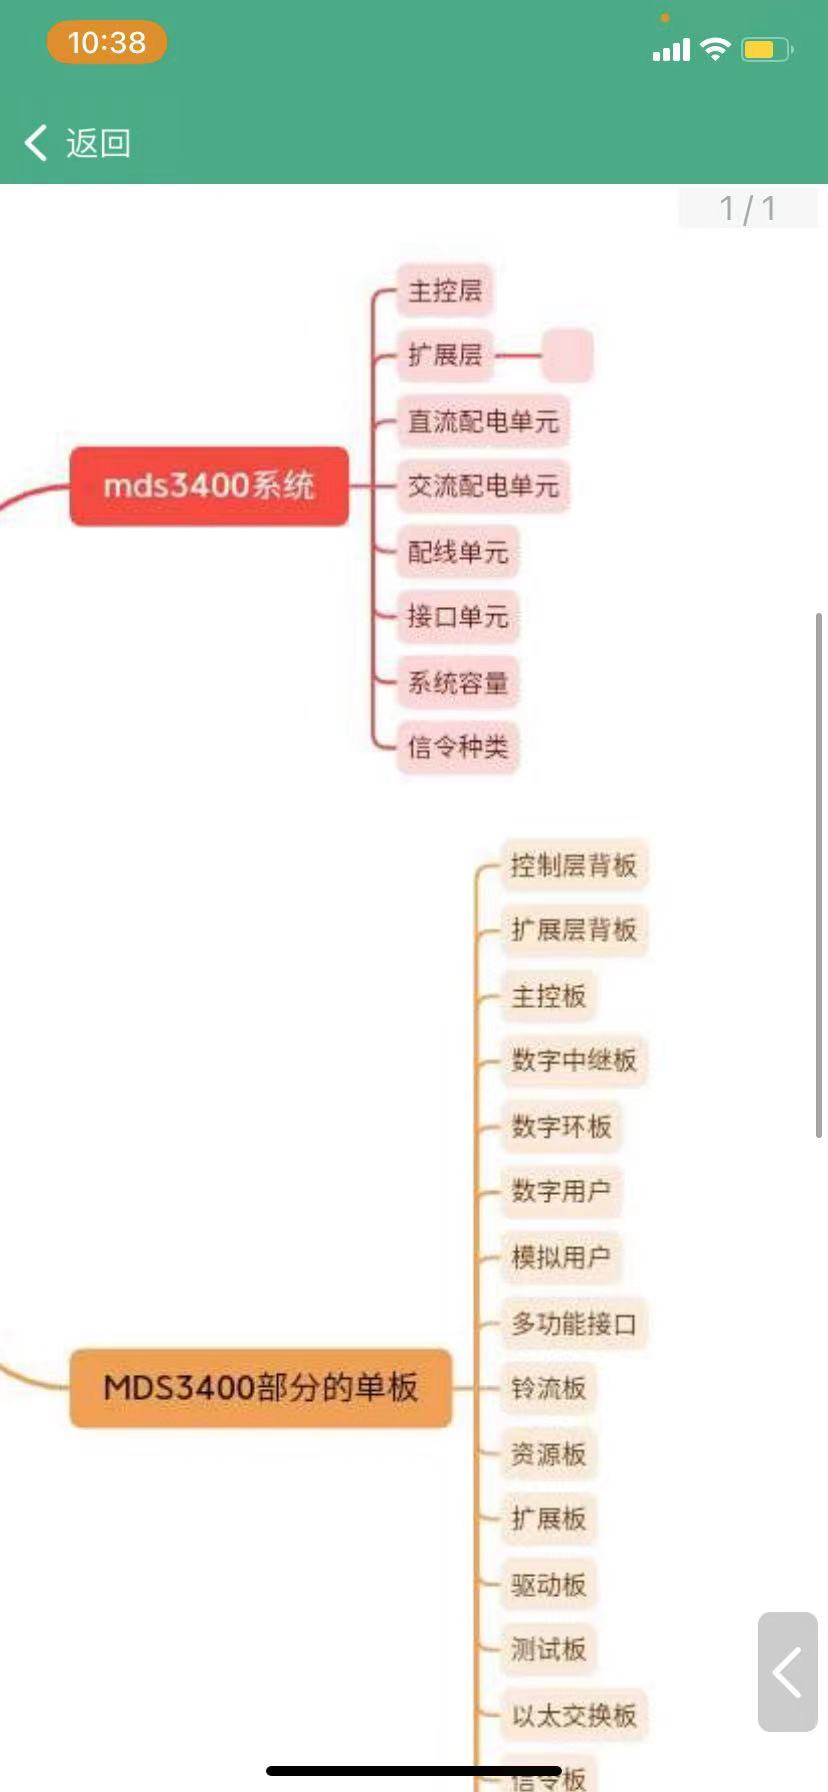 10:38
返回
1/1
主控层
扩展层
直流配电单元
mds3400系统
交流配电单元
配线单元
接口单元
系统容量
信令种类
控制层背板
扩展层背板
主控板
数字中继板
数字环板
数字用户
模拟用户
多功能接口
MDS3400部分的单板
铃流板
资源板
扩展板
驱动板
测试板
以太交换板
信令板